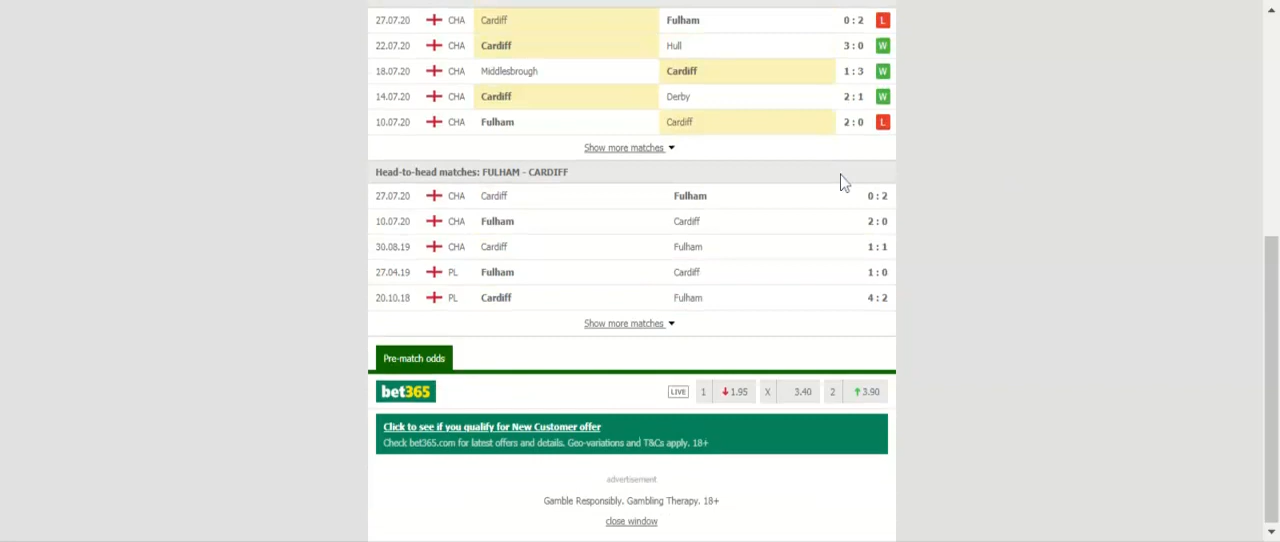 27.07.20 CHA Cardiff Fulham 0 : 2 L
22.07.20 CHA Cardiff Hull 3 : 0 W
18.07.20 CHA Middlesbrough Cardiff 1 : 3 W
14.07.20 CHA Cardiff Derby 2 : 1 W
10.07.20 CHA Fulham Cardiff 2 : 0 L
Show more matches
Head-to-head matches: FULHAM - CARDIFF
27.07.20 CHA Cardiff Fulham 0 : 2
10.07.20 CHA Fulham Cardiff 2 : 0
30.08.19 CHA Cardiff Fulham 1 : 1
27.04.19 PL Fulham Cardiff 1 : 0
20.10.18 PL Cardiff Fulham 4 : 2
Show more matches
Pre-match odds
bet365 LIVE 1 1.95 X 3.40 2 3.90
Click to see if you qualify for New Customer offer
Check bet365.com for latest offers and details. Geo-variations and T&Cs apply. 18+
advertisement
Gamble Responsibly. Gambling Therapy. 18+
close window